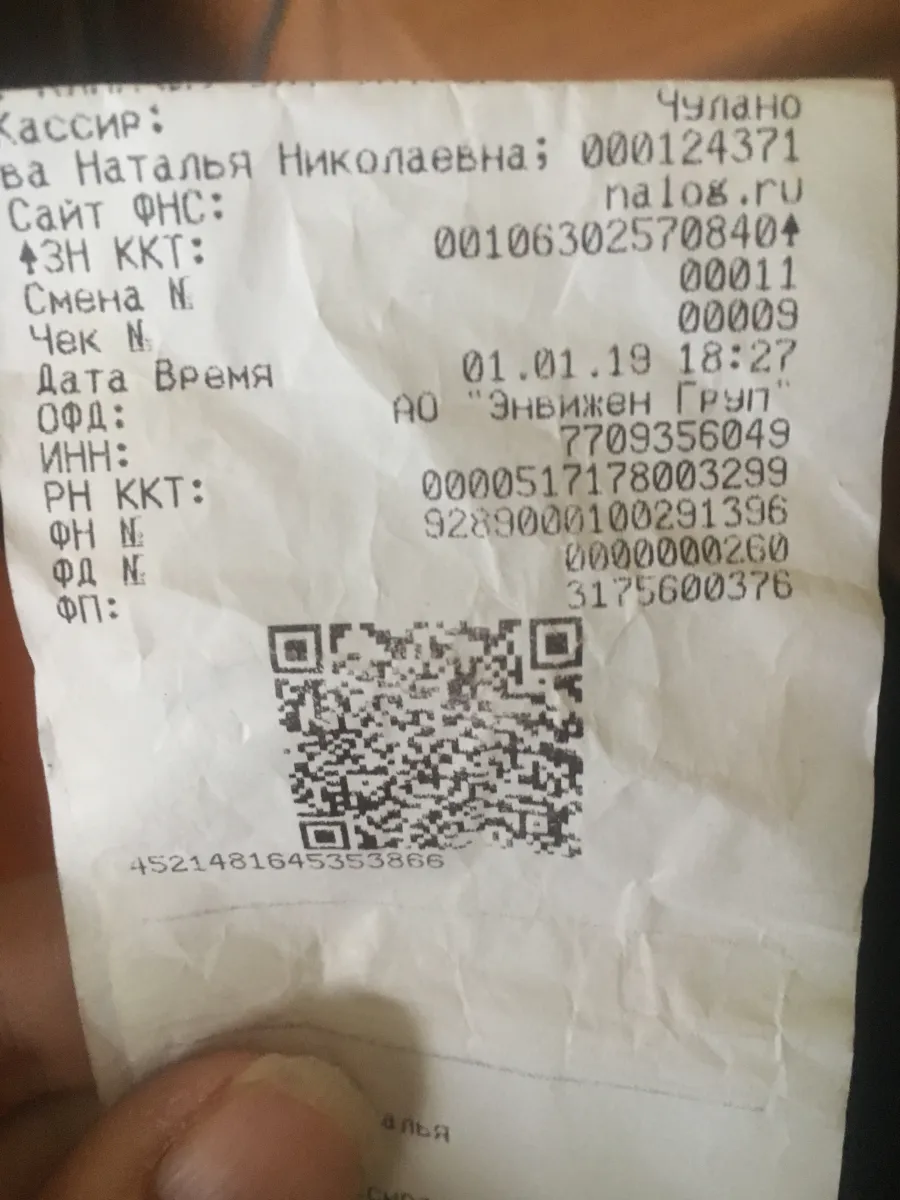 Кассир: Чулано
ва Наталья Николаевна; 000124371
Сайт ФНС: nalog.ru
↑ЗН ККТ: 00106302570840↑
Смена № 00011
Чек № 00009
Дата Время 01.01.19 18:27
ОФД: АО "Энвижен Груп"
ИНН: 7709356049
РН ККТ: 0000517178003299
ФН № 9289000100291396
ФД № 0000000260
ФП: 3175600376
4521481645353866
алья